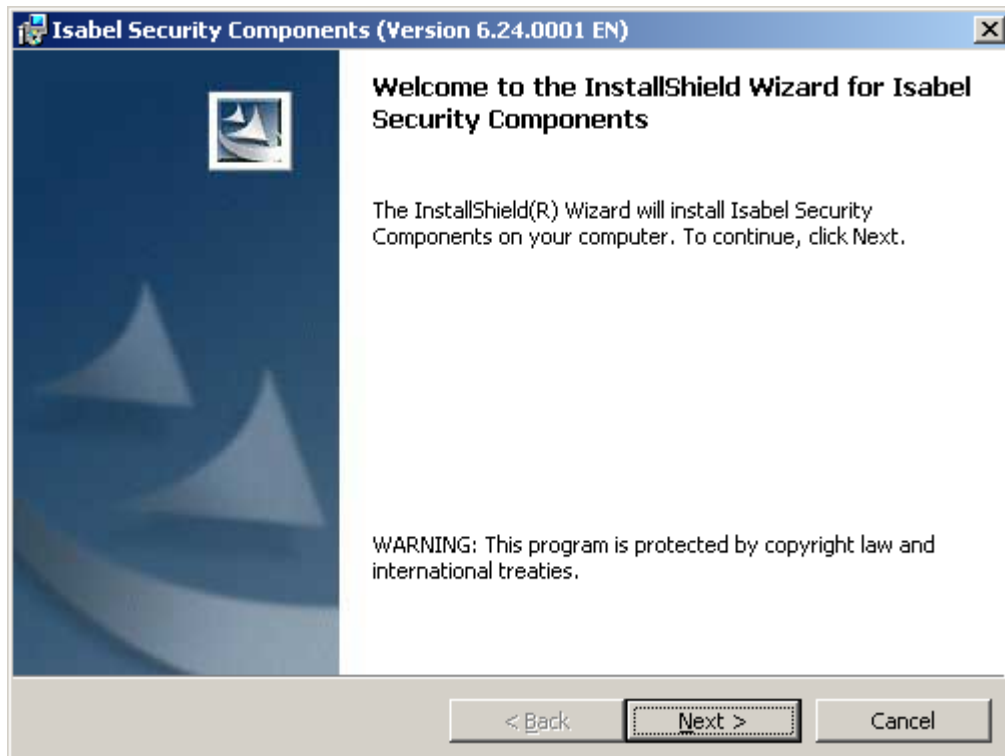 Isabel Security Components (Version 6.24.0001 EN)
Welcome to the InstallShield Wizard for Isabel
Security Components
The InstallShield(R) Wizard will install Isabel Security
Components on your computer. To continue, click Next.
WARNING: This program is protected by copyright law and
international treaties.
< Back Next > Cancel